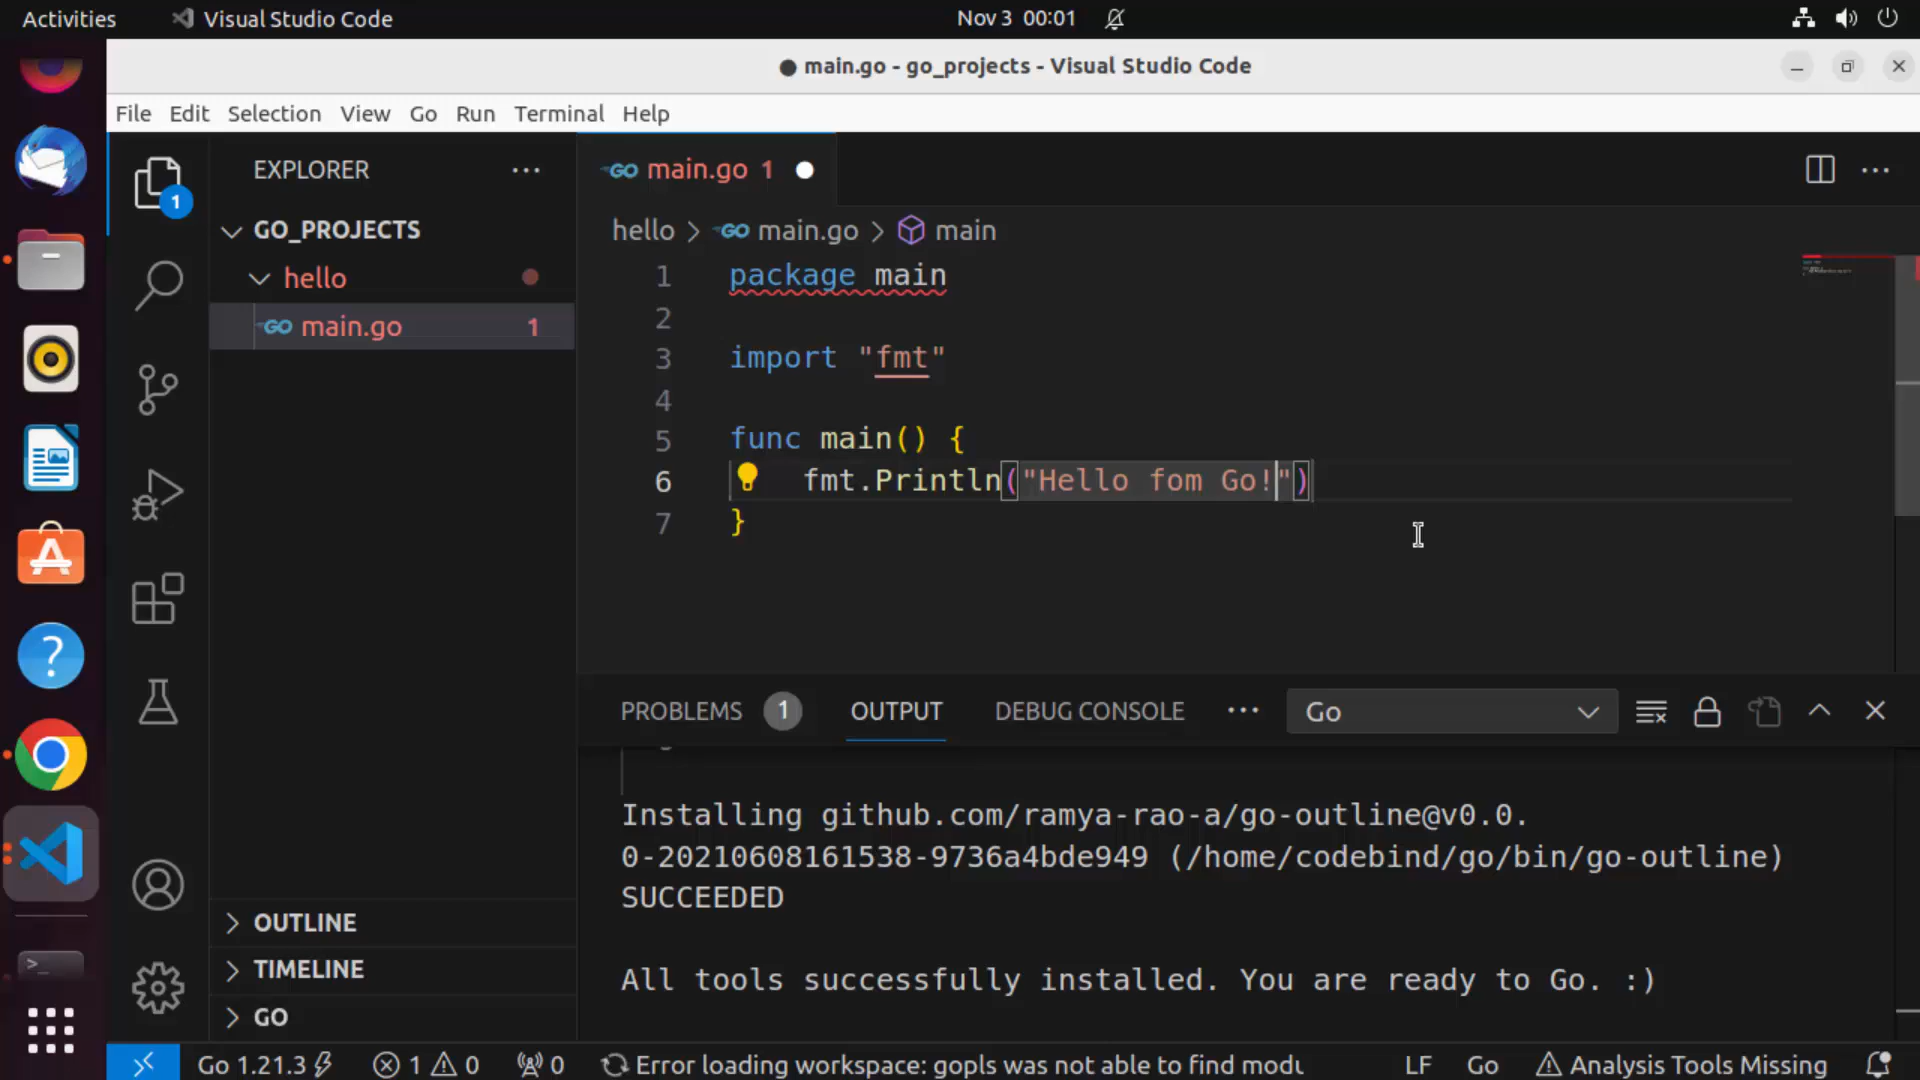 Activities
Visual Studio Code
Nov 3 00:01
main.go - go_projects - Visual Studio Code
File Edit Selection View Go Run Terminal Help
EXPLORER
1
GO_PROJECTS
hello
GO main.go 1
OUTLINE
TIMELINE
GO
GO main.go 1
hello > GO main.go > main
1 package main
2
3 import "fmt"
4
5 func main() {
6 fmt.Println("Hello fom Go!")
7 }
PROBLEMS 1 OUTPUT DEBUG CONSOLE ··· Go
Installing github.com/ramya-rao-a/go-outline@v0.0.
0-20210608161538-9736a4bde949 (/home/codebind/go/bin/go-outline)
SUCCEEDED
All tools successfully installed. You are ready to Go. :)
Go 1.21.3 1 0 0 Error loading workspace: gopls was not able to find modu LF Go Analysis Tools Missing